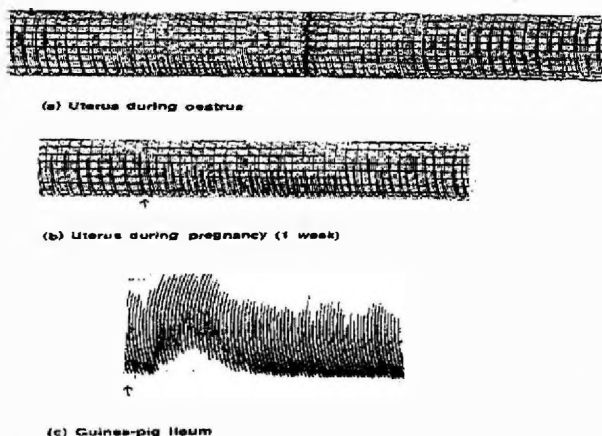 (a) Uterus during oestrus
(b) Uterus during pregnancy (1 week)
(c) Guinea-pig ileum